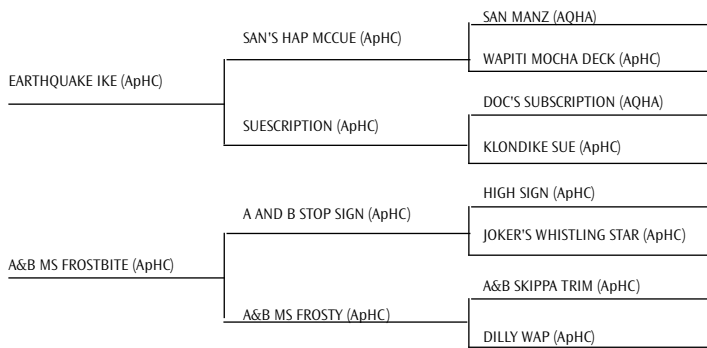 SAN MANZ (AQHA)
SAN'S HAP MCCUE (ApHC)
WAPITI MOCHA DECK (ApHC)
EARTHQUAKE IKE (ApHC)
DOC'S SUBSCRIPTION (AQHA)
SUESCRIPTION (ApHC)
KLONDIKE SUE (ApHC)
HIGH SIGN (ApHC)
A AND B STOP SIGN (ApHC)
JOKER'S WHISTLING STAR (ApHC)
A&B MS FROSTBITE (ApHC)
A&B SKIPPA TRIM (ApHC)
A&B MS FROSTY (ApHC)
DILLY WAP (ApHC)